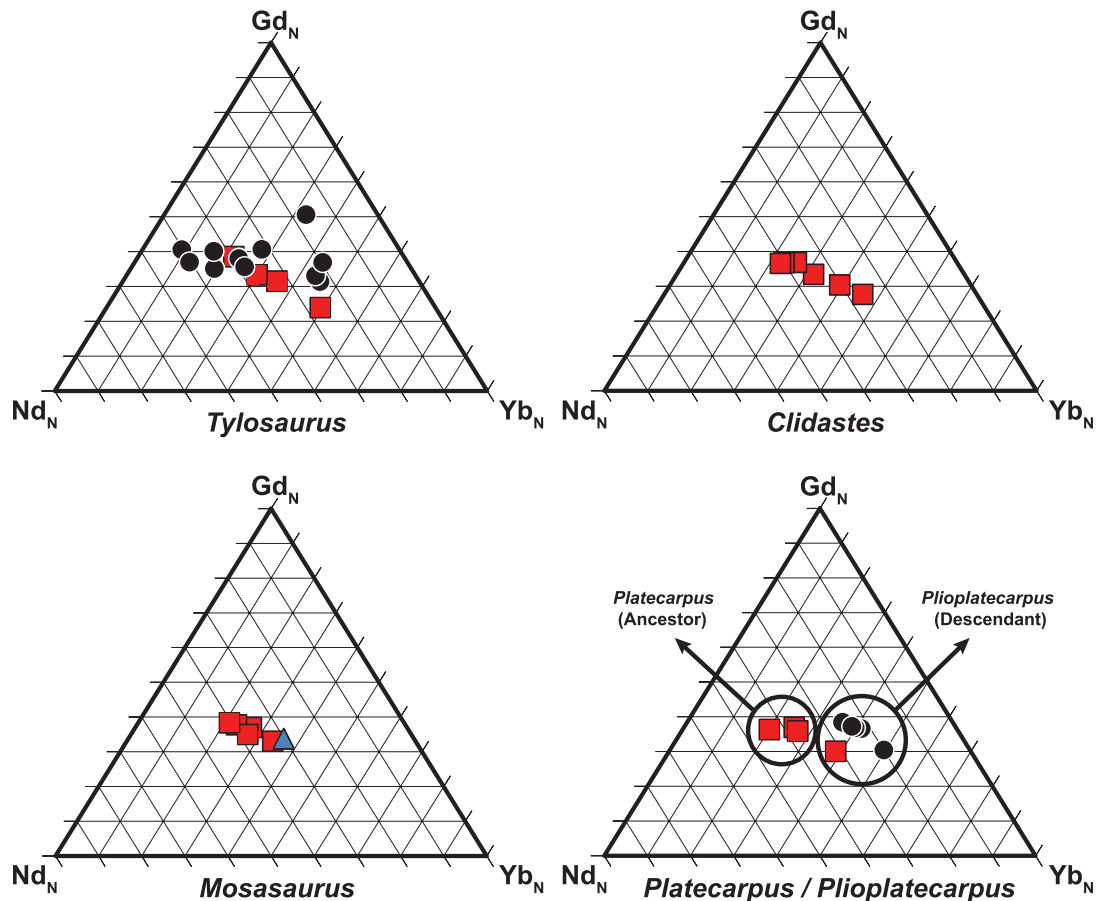 Gd_N
Nd_N
Yb_N
Tylosaurus
Gd_N
Nd_N
Yb_N
Clidastes
Gd_N
Nd_N
Yb_N
Mosasaurus
Gd_N
Platecarpus
(Ancestor)
Plioplatecarpus
(Descendant)
Nd_N
Yb_N
Platecarpus / Plioplatecarpus